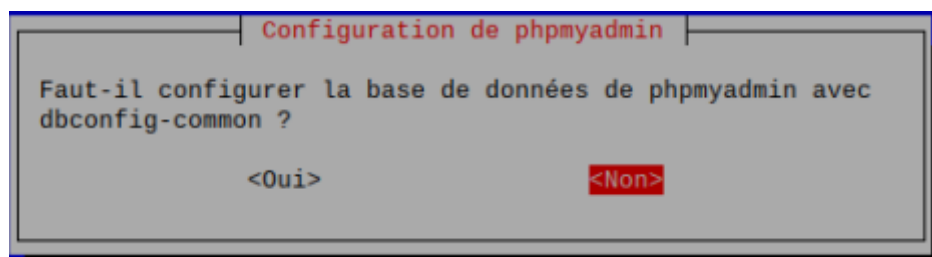 Configuration de phpmyadmin
Faut-il configurer la base de données de phpmyadmin avec
dbconfig-common ?
<Oui> <Non>